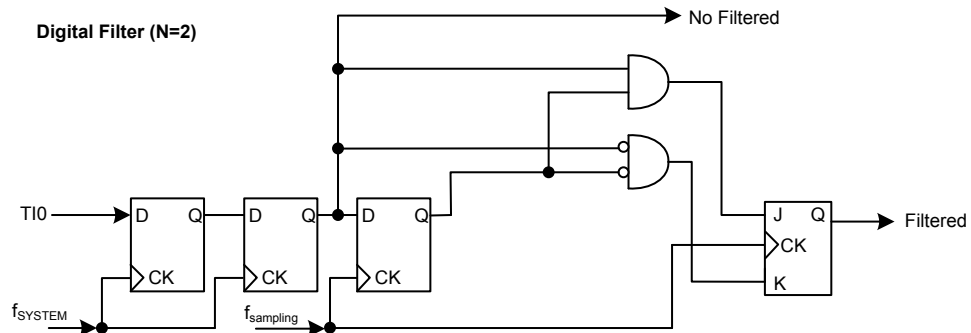 Digital Filter (N=2)
No Filtered
TI0
D Q
CK
D Q
CK
D Q
CK
J Q
CK
K
Filtered
fSYSTEM
fsampling